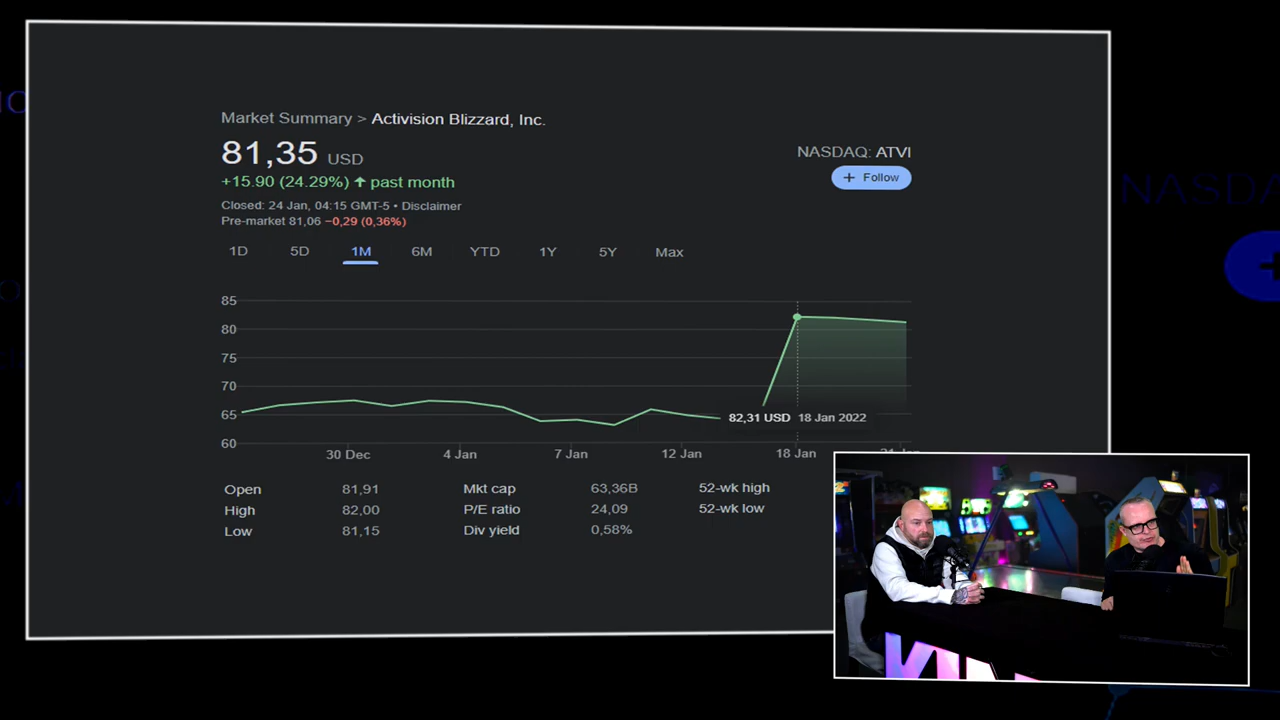 Market Summary > Activision Blizzard, Inc.
81,35 USD
NASDAQ: ATVI
+15.90 (24.29%) ↑ past month
+ Follow
Closed: 24 Jan, 04:15 GMT-5 • Disclaimer
Pre-market 81,06 −0,29 (0,36%)
1D 5D 1M 6M YTD 1Y 5Y Max
85
80
75
70
65
60
82,31 USD 18 Jan 2022
30 Dec 4 Jan 7 Jan 12 Jan 18 Jan
Open 81,91 Mkt cap 63,36B 52-wk high
High 82,00 P/E ratio 24,09 52-wk low
Low 81,15 Div yield 0,58%
NASDA